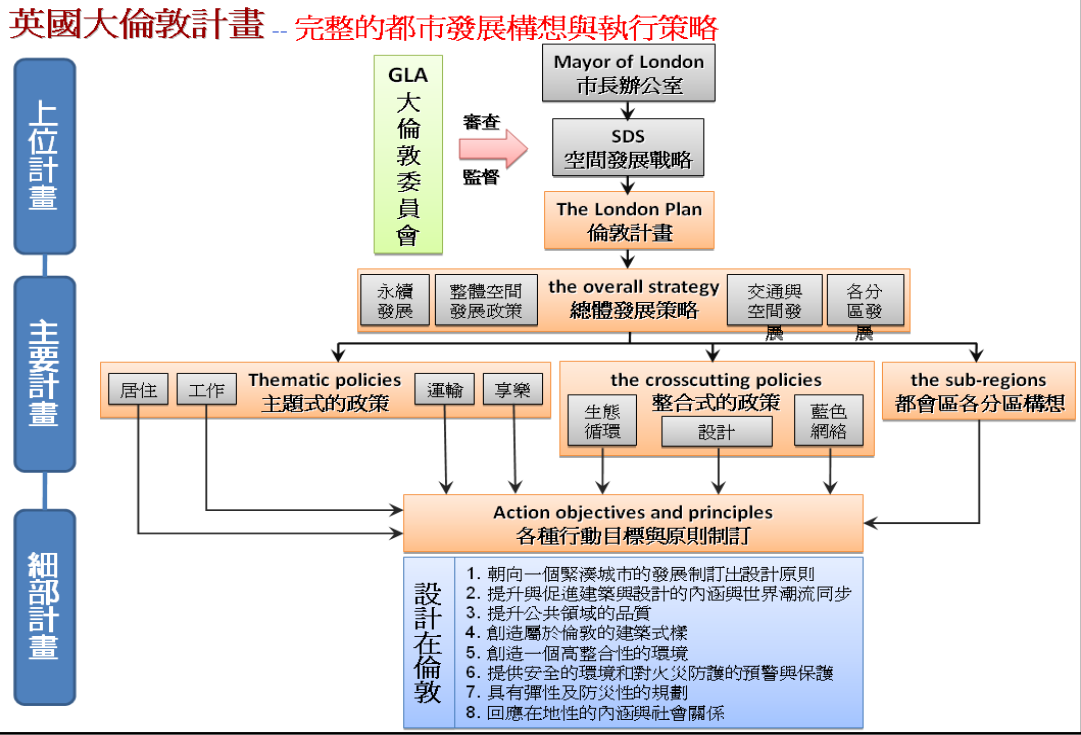 英國大倫敦計畫 -- 完整的都市發展構想與執行策略
上位計畫
主要計畫
細部計畫
GLA
大倫敦委員會
審查
監督
Mayor of London
市長辦公室
SDS
空間發展戰略
The London Plan
倫敦計畫
the overall strategy
總體發展策略
永續
發展
整體空間
發展政策
交通與
空間發
展
各分
區發
展
Thematic policies
主題式的政策
居住
工作
運輸
享樂
the crosscutting policies
整合式的政策
生態
循環
設計
藍色
網絡
the sub-regions
都會區各分區構想
Action objectives and principles
各種行動目標與原則制訂
設計在倫敦
1. 朝向一個緊湊城市的發展制訂出設計原則
2. 提升與促進建築與設計的內涵與世界潮流同步
3. 提升公共領域的品質
4. 創造屬於倫敦的建築式樣
5. 創造一個高整合性的環境
6. 提供安全的環境和對火災防護的預警與保護
7. 具有彈性及防災性的規劃
8. 回應在地性的內涵與社會關係